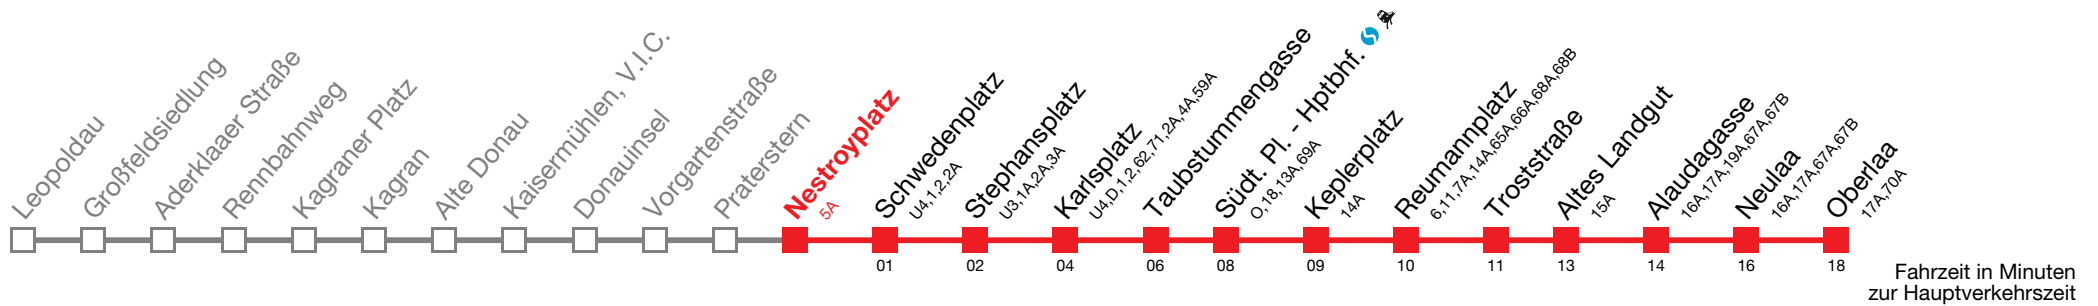 Leopoldau
Großfeldsiedlung
Aderklaaer Straße
Rennbahnweg
Kagraner Platz
Kagran
Alte Donau
Kaisermühlen, V.I.C.
Donauinsel
Vorgartenstraße
Praterstern
Nestroyplatz
5A
Schwedenplatz
U4,1,2,2A
Stephansplatz
U3,1A,2A,3A
Karlsplatz
U4,D,1,2,62,71,2A,4A,59A
Taubstummengasse
Südt. Pl. - Hptbhf.
O,18,13A,69A
Keplerplatz
14A
Reumannplatz
6,11,7A,14A,65A,66A,68A,68B
Troststraße
Altes Landgut
15A
Alaudagasse
16A,17A,19A,67A,67B
Neulaa
16A,17A,67A,67B
Oberlaa
17A,70A
01 02 04 06 08 09 10 11 13 14 16 18
Fahrzeit in Minuten
zur Hauptverkehrszeit